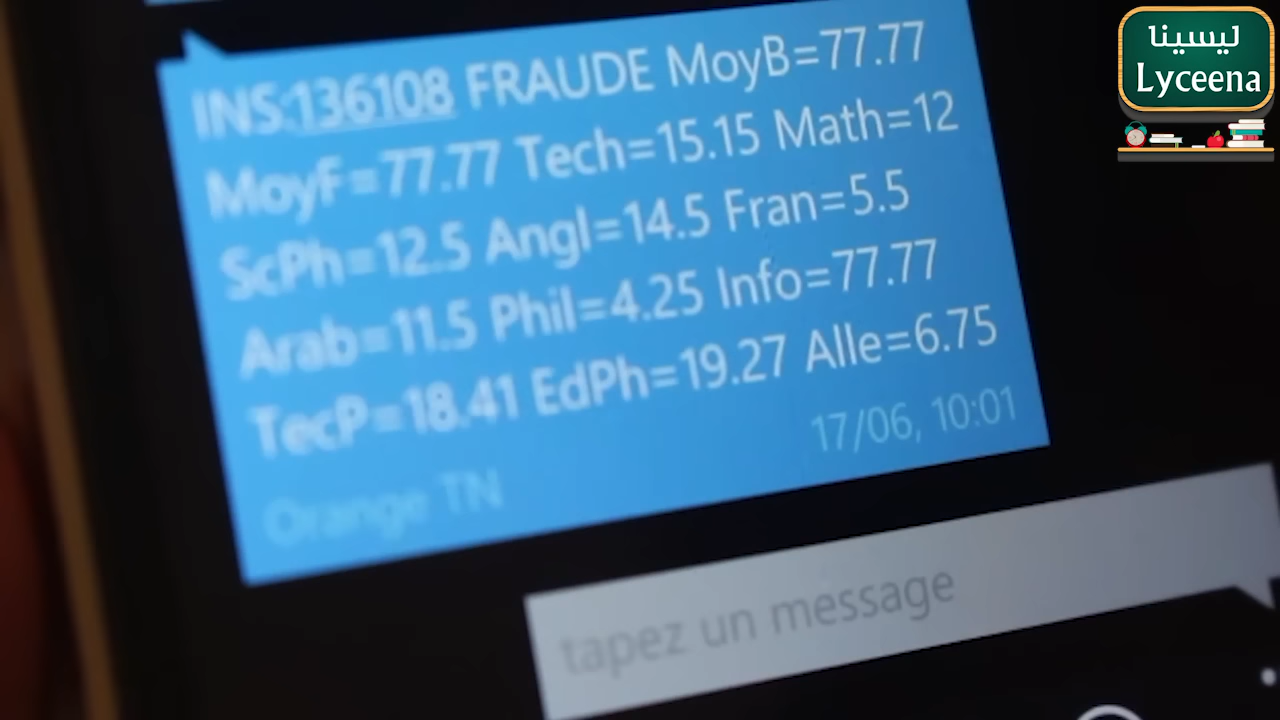 ليسينا
Lyceena
INS:136108 FRAUDE MoyB=77.77
MoyF=77.77 Tech=15.15 Math=12
ScPh=12.5 Angl=14.5 Fran=5.5
Arab=11.5 Phil=4.25 Info=77.77
TecP=18.41 EdPh=19.27 Alle=6.75
17/06, 10:01
Orange TN
tapez un message